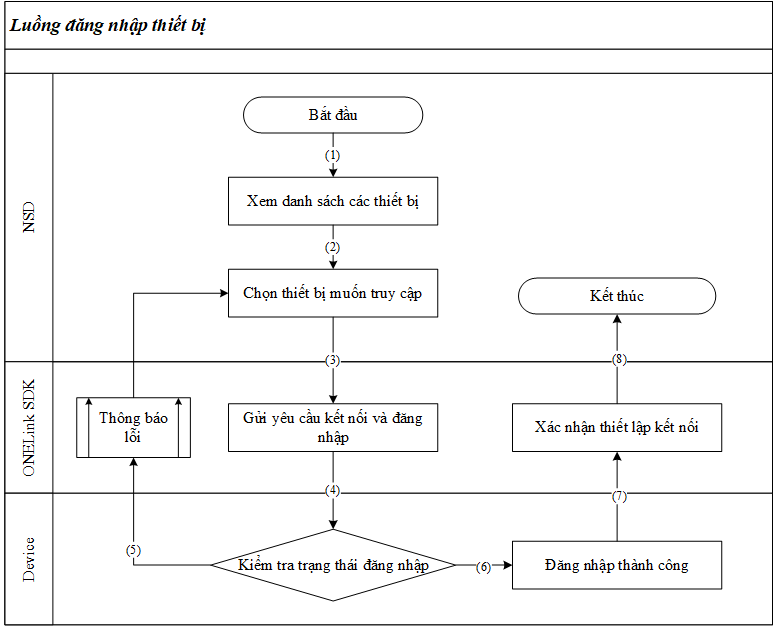 Luồng đăng nhập thiết bị
NSD
Bắt đầu
(1)
Xem danh sách các thiết bị
(2)
Chọn thiết bị muốn truy cập
Kết thúc
(3)
(8)
ONELink SDK
Thông báo
lỗi
Gửi yêu cầu kết nối và đăng
nhập
Xác nhận thiết lập kết nối
(4)
(7)
Device
(5)
Kiểm tra trạng thái đăng nhập
(6)
Đăng nhập thành công